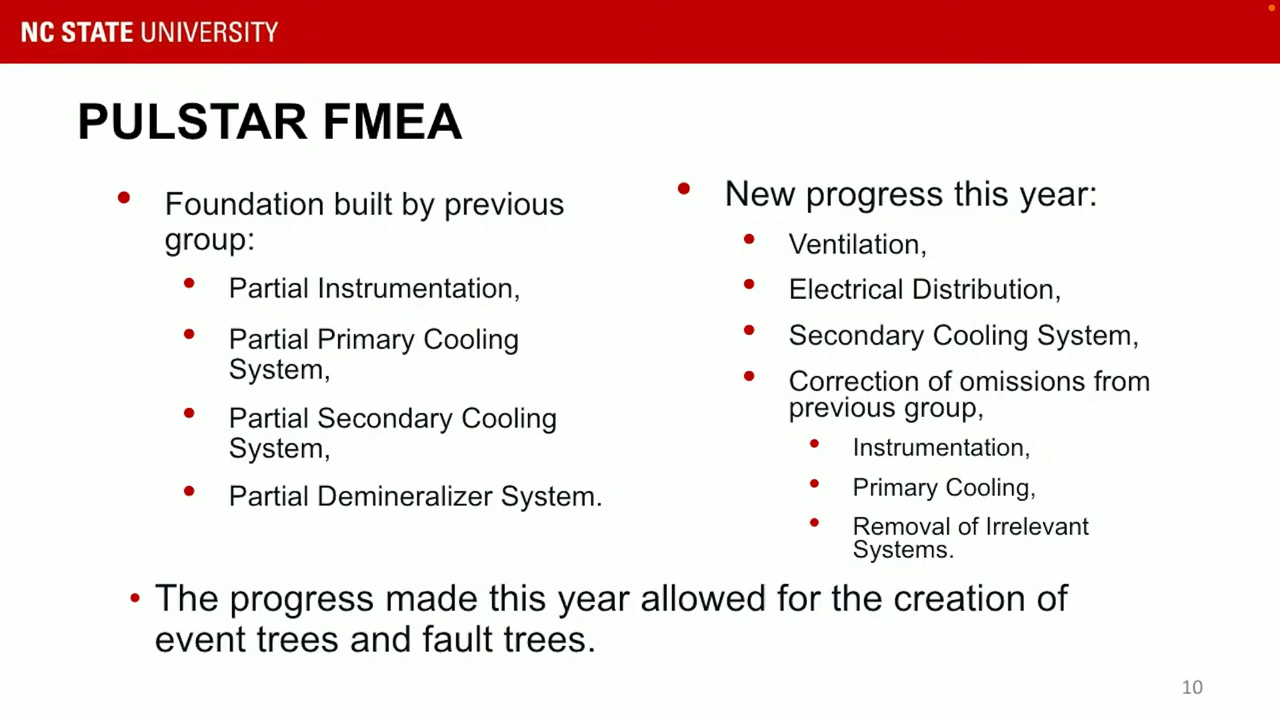 NC STATE UNIVERSITY
PULSTAR FMEA
Foundation built by previous
group:
Partial Instrumentation,
Partial Primary Cooling
System,
Partial Secondary Cooling
System,
Partial Demineralizer System.
New progress this year:
Ventilation,
Electrical Distribution,
Secondary Cooling System,
Correction of omissions from
previous group,
Instrumentation,
Primary Cooling,
Removal of Irrelevant
Systems.
The progress made this year allowed for the creation of
event trees and fault trees.
10